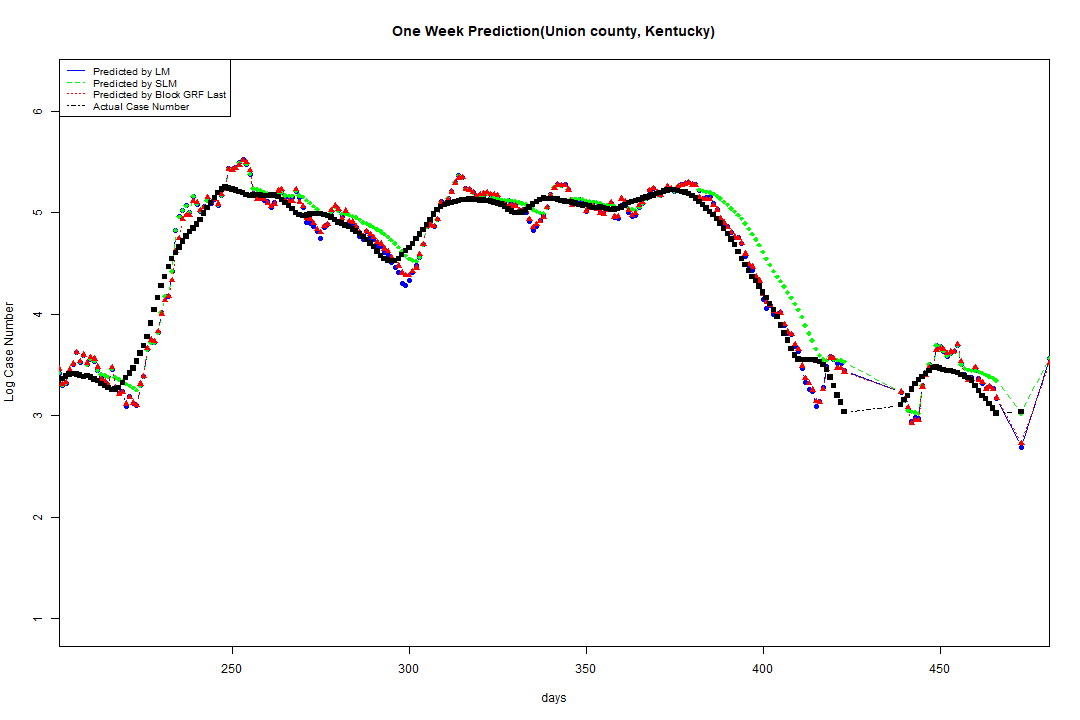 One Week Prediction(Union county, Kentucky)
Predicted by LM
Predicted by SLM
Predicted by Block GRF Last
Actual Case Number
6
5
4
3
2
1
Log Case Number
250 300 350 400 450
days